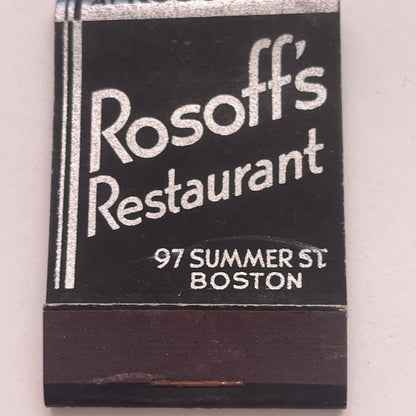 Rosoff's
Restaurant
97 SUMMER ST.
BOSTON